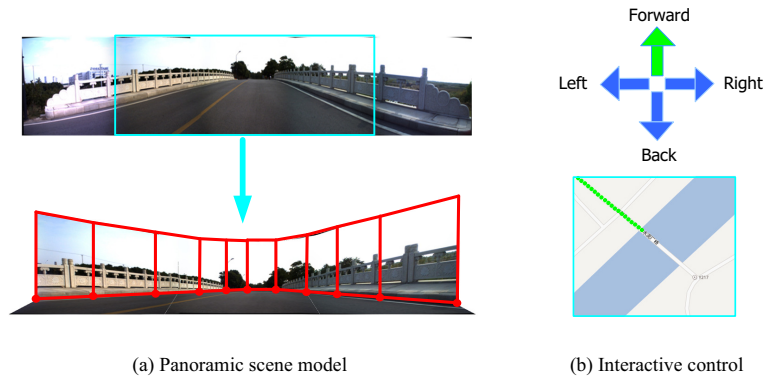 Forward
Left
Right
Back
(a) Panoramic scene model
(b) Interactive control